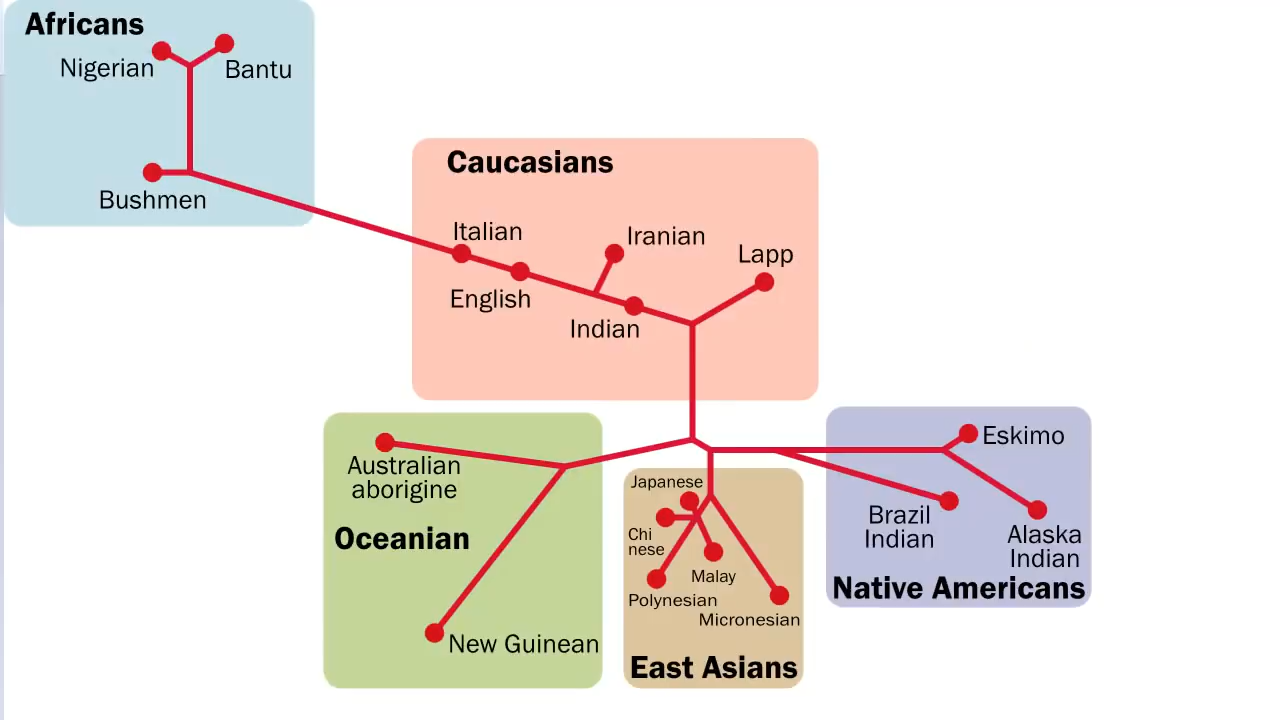 Africans
Nigerian
Bantu
Bushmen
Caucasians
Italian
Iranian
Lapp
English
Indian
Australian
aborigine
Oceanian
New Guinean
Japanese
Chi
nese
Malay
Polynesian
Micronesian
East Asians
Eskimo
Brazil
Indian
Alaska
Indian
Native Americans